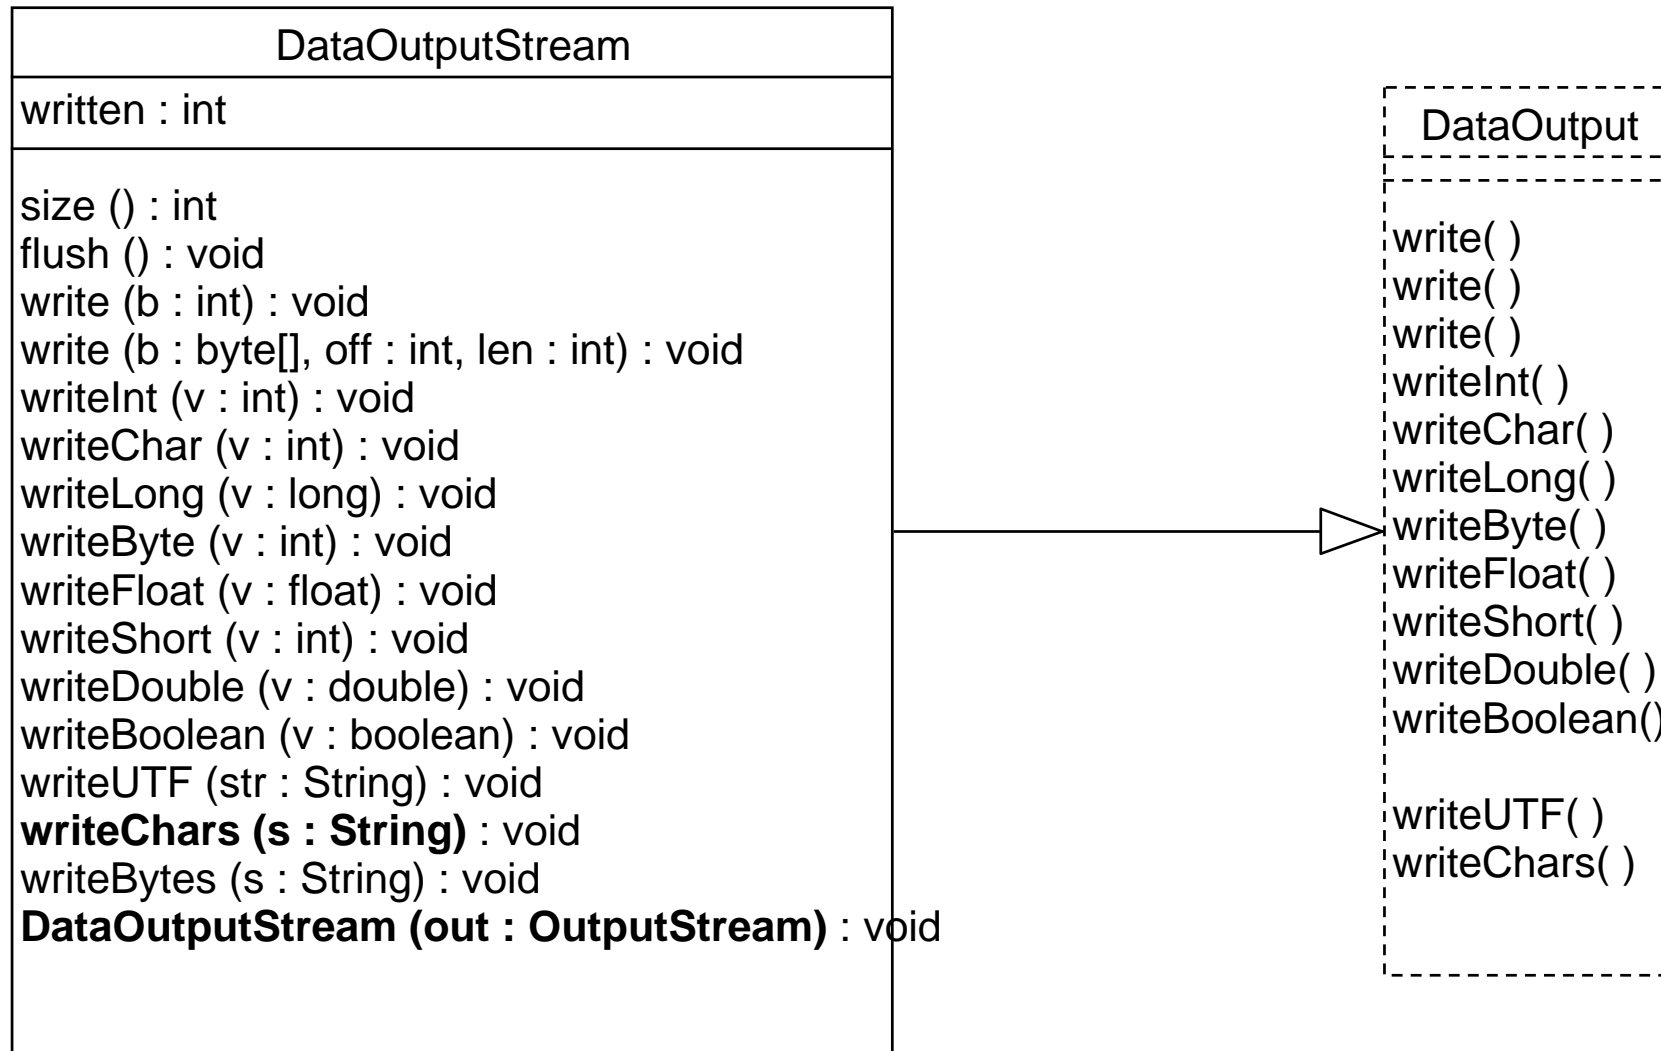 DataOutputStream
written : int
size () : int
flush () : void
write (b : int) : void
write (b : byte[], off : int, len : int) : void
writeInt (v : int) : void
writeChar (v : int) : void
writeLong (v : long) : void
writeByte (v : int) : void
writeFloat (v : float) : void
writeShort (v : int) : void
writeDouble (v : double) : void
writeBoolean (v : boolean) : void
writeUTF (str : String) : void
writeChars (s : String) : void
writeBytes (s : String) : void
DataOutputStream (out : OutputStream) : void
DataOutput
write( )
write( )
write( )
writeInt( )
writeChar( )
writeLong( )
writeByte( )
writeFloat( )
writeShort( )
writeDouble( )
writeBoolean()
writeUTF( )
writeChars( )